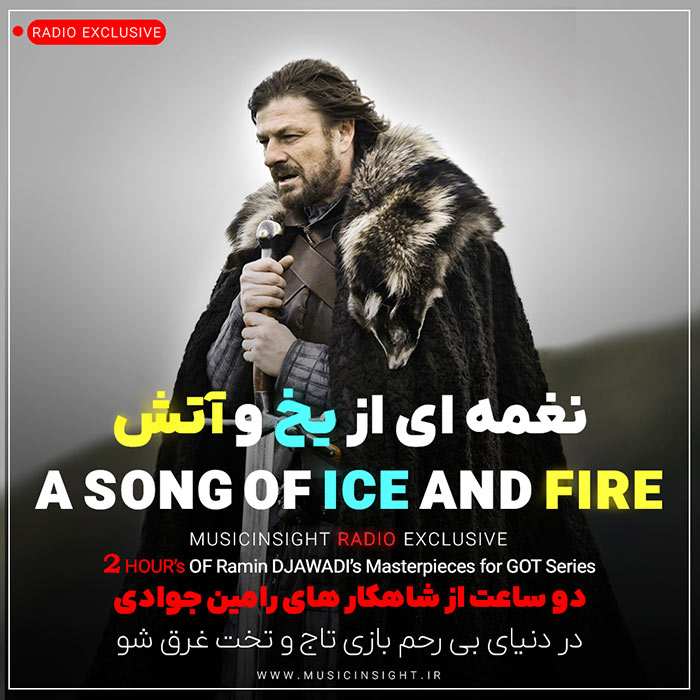 RADIO EXCLUSIVE
نغمه ای از یخ و آتش
A SONG OF ICE AND FIRE
MUSICINSIGHT RADIO EXCLUSIVE
2 HOUR's OF Ramin DJAWADI's Masterpieces for GOT Series
دو ساعت از شاهکار های رامین جوادی
در دنیای بی رحم بازی تاج و تخت غرق شو
WWW.MUSICINSIGHT.IR